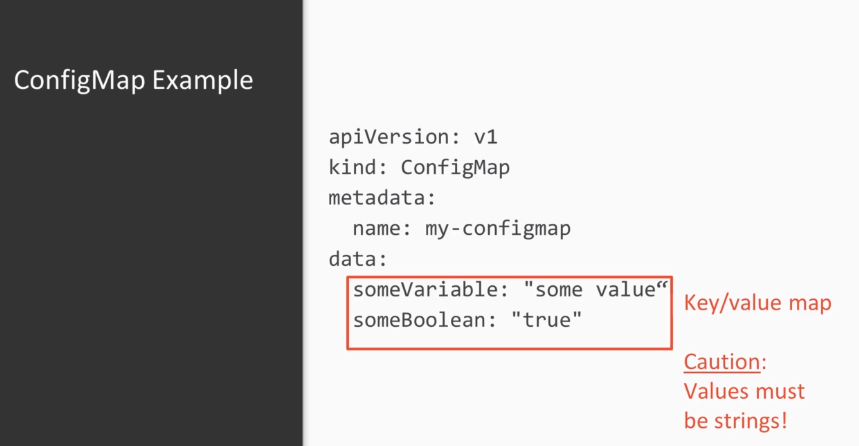 ConfigMap Example
apiVersion: v1
kind: ConfigMap
metadata:
  name: my-configmap
data:
  someVariable: "some value“
  someBoolean: "true"
Key/value map
Caution:
Values must
be strings!